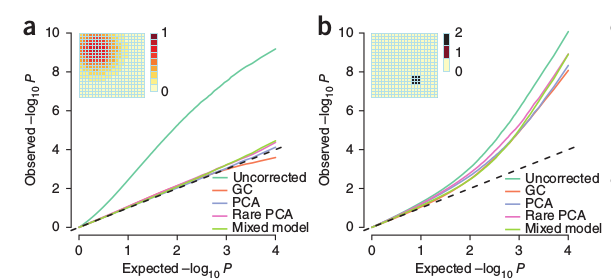 a
b
Observed –log10 P
10
8
6
4
2
0
1
0
Uncorrected
GC
PCA
Rare PCA
Mixed model
0 1 2 3 4
Expected –log10 P
Observed –log10 P
10
8
6
4
2
0
2
1
0
Uncorrected
GC
PCA
Rare PCA
Mixed model
0 1 2 3 4
Expected –log10 P